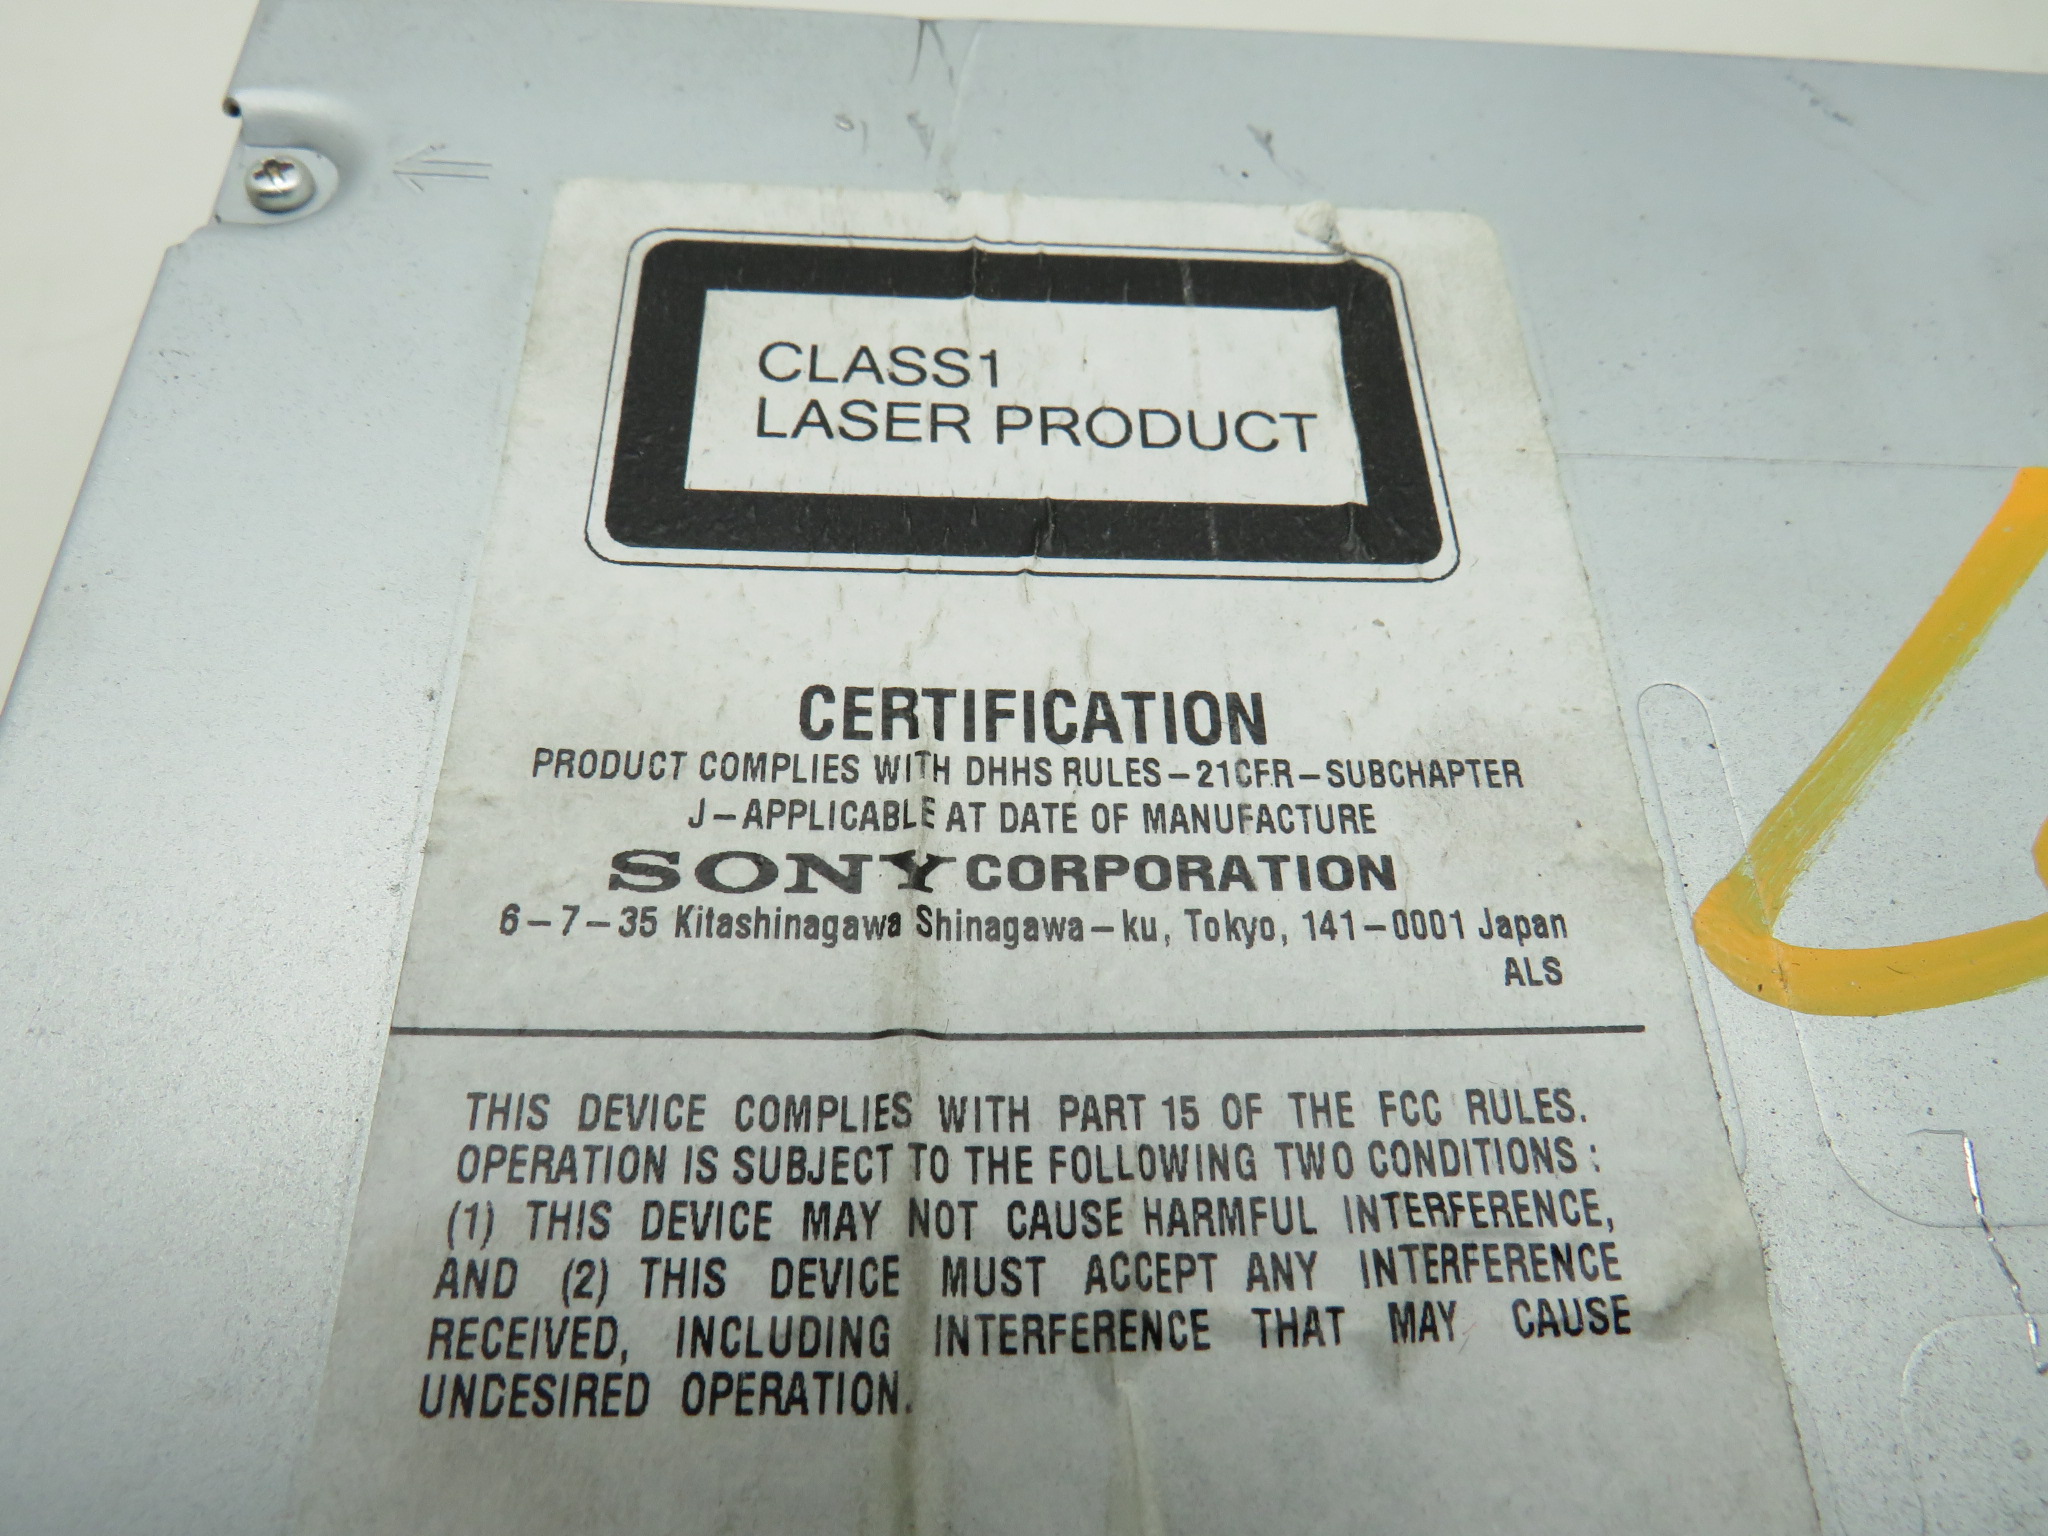 CLASS1
LASER PRODUCT
CERTIFICATION
PRODUCT COMPLIES WITH DHHS RULES-21CFR-SUBCHAPTER
J-APPLICABLE AT DATE OF MANUFACTURE
SONY CORPORATION
6-7-35 Kitashinagawa Shinagawa-ku, Tokyo, 141-0001 Japan
ALS
THIS DEVICE COMPLIES WITH PART 15 OF THE FCC RULES.
OPERATION IS SUBJECT TO THE FOLLOWING TWO CONDITIONS :
(1) THIS DEVICE MAY NOT CAUSE HARMFUL INTERFERENCE,
AND (2) THIS DEVICE MUST ACCEPT ANY INTERFERENCE
RECEIVED, INCLUDING INTERFERENCE THAT MAY CAUSE
UNDESIRED OPERATION.